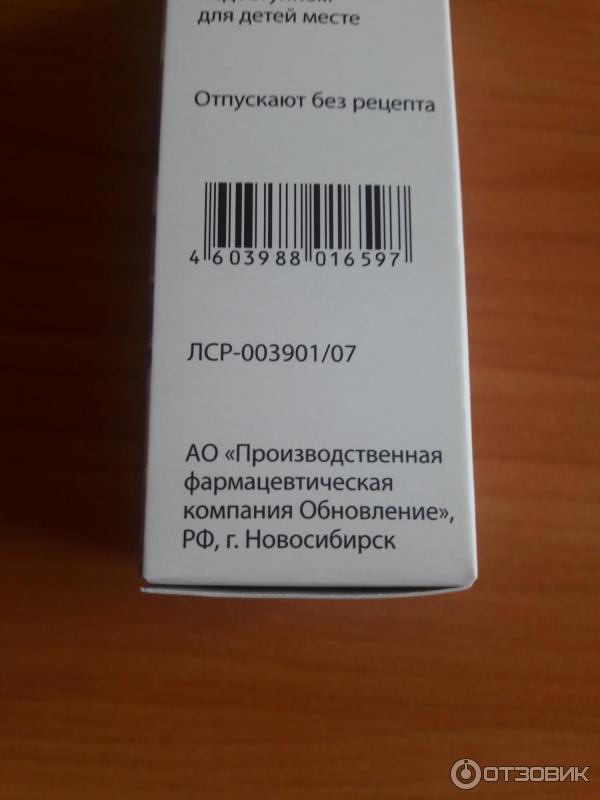 для детей месте
Отпускают без рецепта
4 603988 016597
ЛСР-003901/07
АО «Производственная
фармацевтическая
компания Обновление»,
РФ, г. Новосибирск
ОТЗОВИК